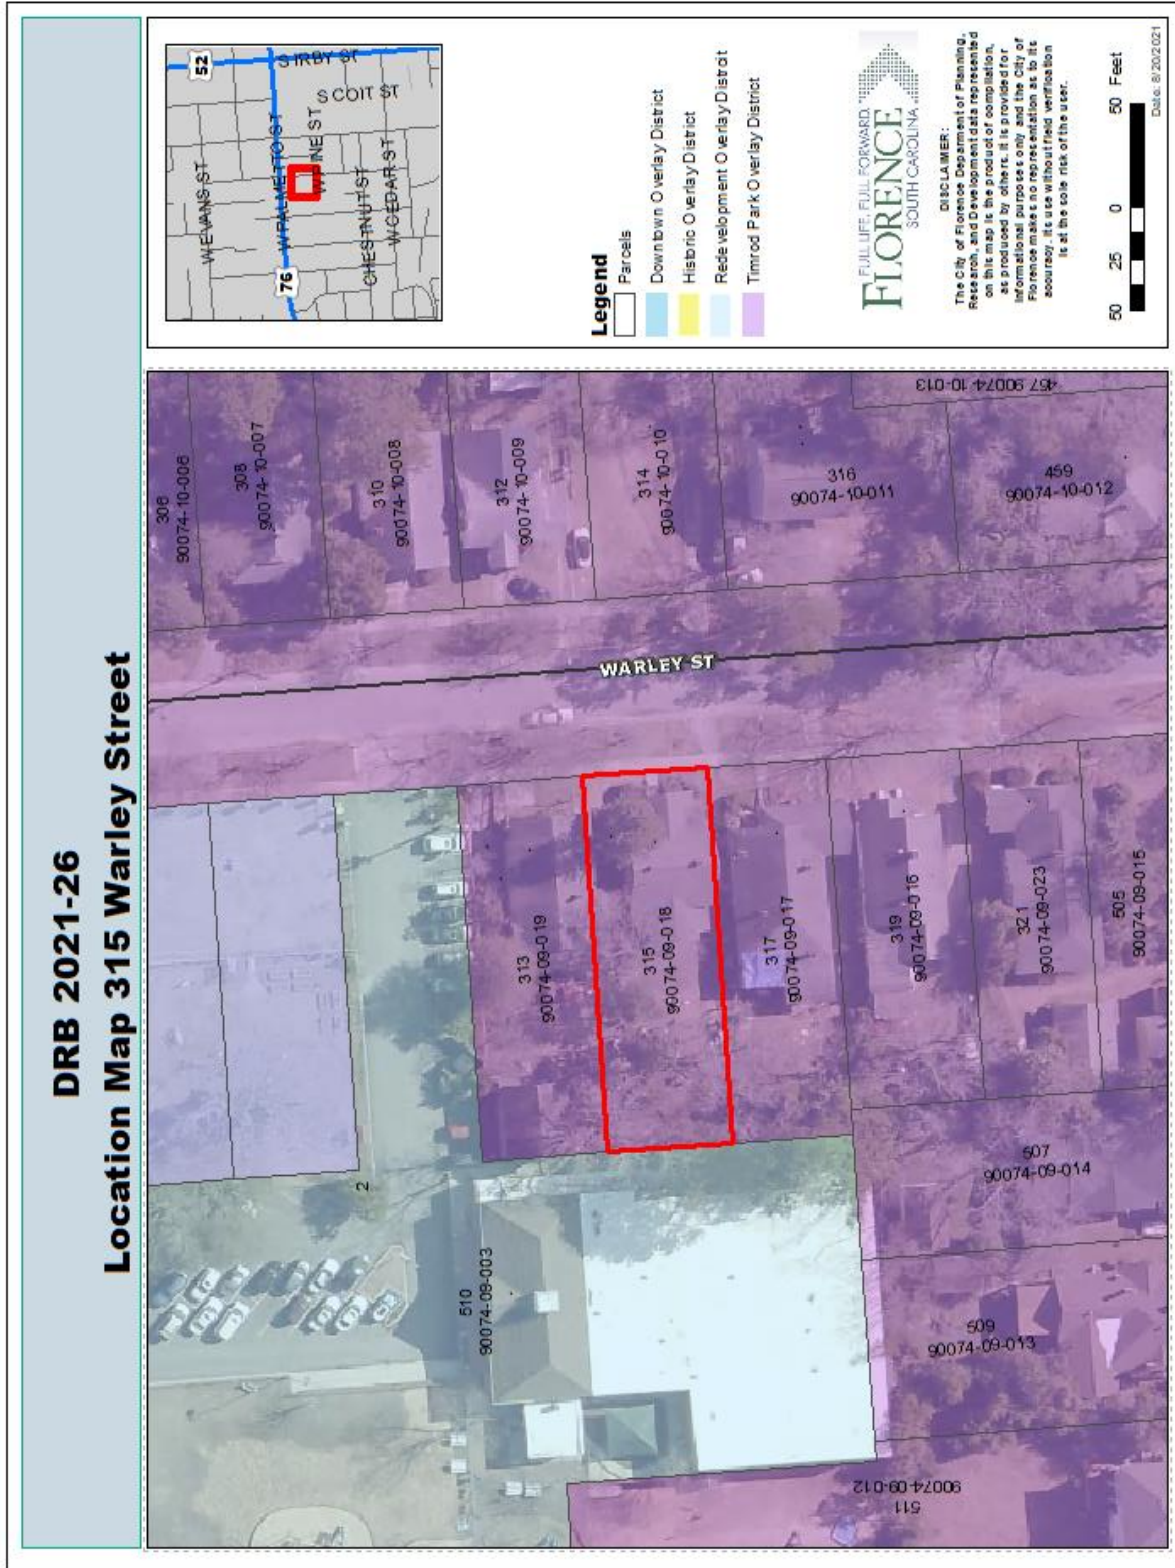 DRB 2021-26
Location Map 315 Warley Street
306
90074-10-006
308
90074-10-007
310
90074-10-008
312
90074-10-009
314
90074-10-010
316
90074-10-011
459
90074-10-012
457 90074-10-013
WARLEY ST
313
90074-09-019
315
90074-09-018
317
90074-09-017
319
90074-09-016
321
90074-09-023
505
90074-09-015
2
510
90074-09-003
507
90074-09-014
509
90074-09-013
511
90074-09-012
52
S IRBY ST
S COIT ST
W EVANS ST
W PALMETTO ST
W PINE ST
CHESTNUT ST
W CEDAR ST
76
Legend
Parcels
Downtown Overlay District
Historic Overlay District
Redevelopment Overlay District
Timrod Park Overlay District
FULL LIFE. FULL FORWARD.
FLORENCE
SOUTH CAROLINA
DISCLAIMER:
The City of Florence Deparment of Planning,
Research, and Development data represented
on this map is the product of compilation,
as produced by others. It is provided for
informational purposes only and the City of
Florence makes no representation as to its
accuracy. Its use without field verification
is at the sole risk of the user.
50 25 0 50 Feet
Date: 8/20/2021